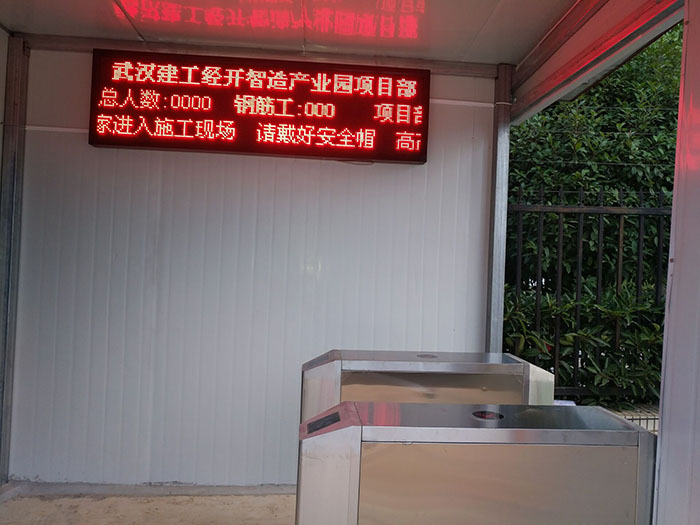 武汉建工经开智造产业园项目部
总人数:0000 钢筋工:000 项目部
家进入施工现场 请戴好安全帽 高